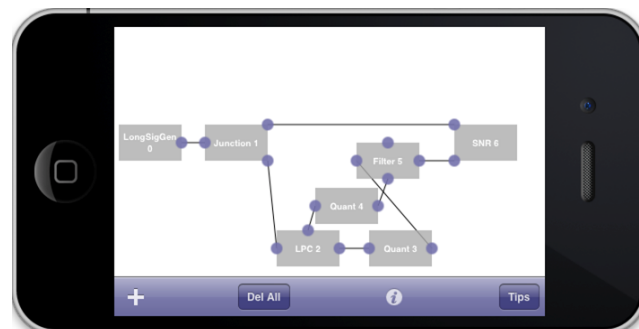 LongSigGen
0
Junction 1
SNR 6
Filter 5
Quant 4
LPC 2
Quant 3
+
Del All
i
Tips